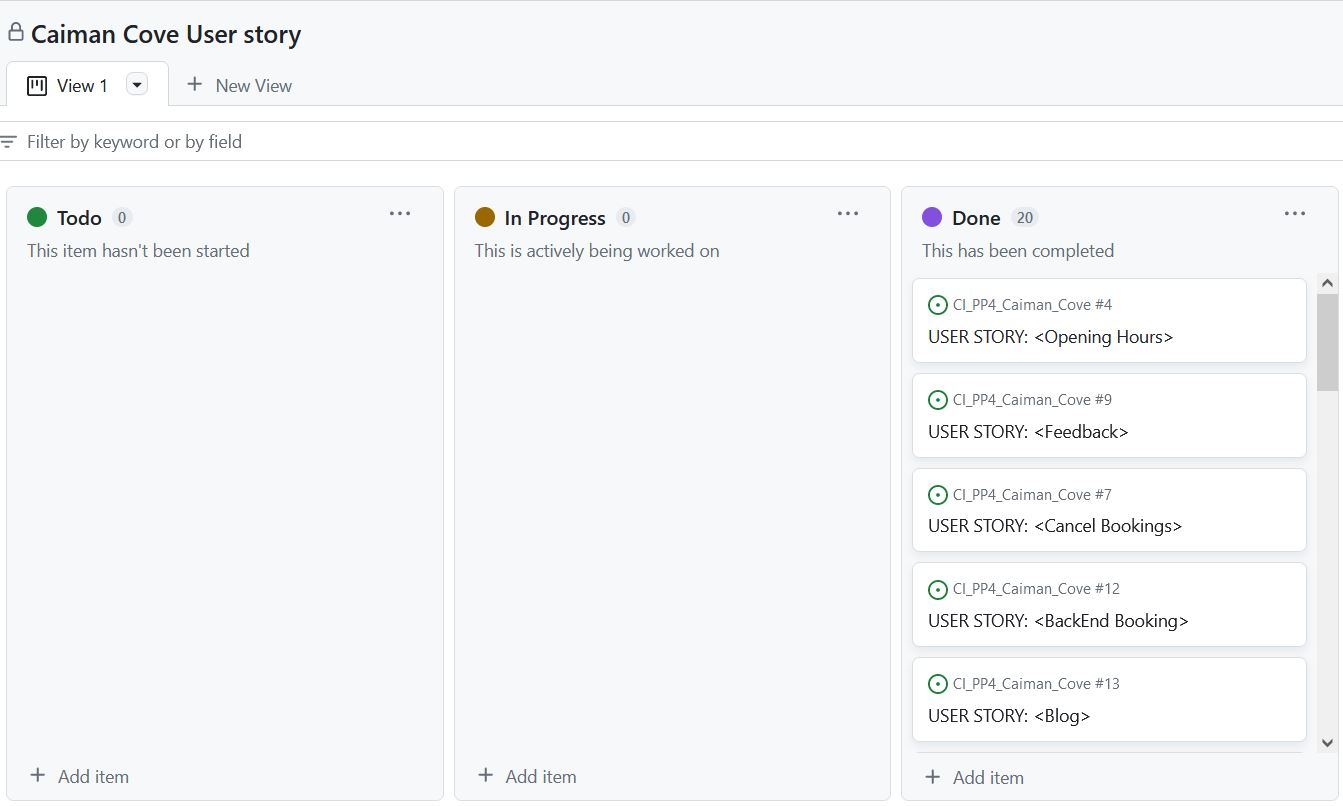 Caiman Cove User story
View 1
New View
Filter by keyword or by field
Todo 0
This item hasn't been started
Add item
In Progress 0
This is actively being worked on
Add item
Done 20
This has been completed
CI_PP4_Caiman_Cove #4
USER STORY: <Opening Hours>
CI_PP4_Caiman_Cove #9
USER STORY: <Feedback>
CI_PP4_Caiman_Cove #7
USER STORY: <Cancel Bookings>
CI_PP4_Caiman_Cove #12
USER STORY: <BackEnd Booking>
CI_PP4_Caiman_Cove #13
USER STORY: <Blog>
Add item